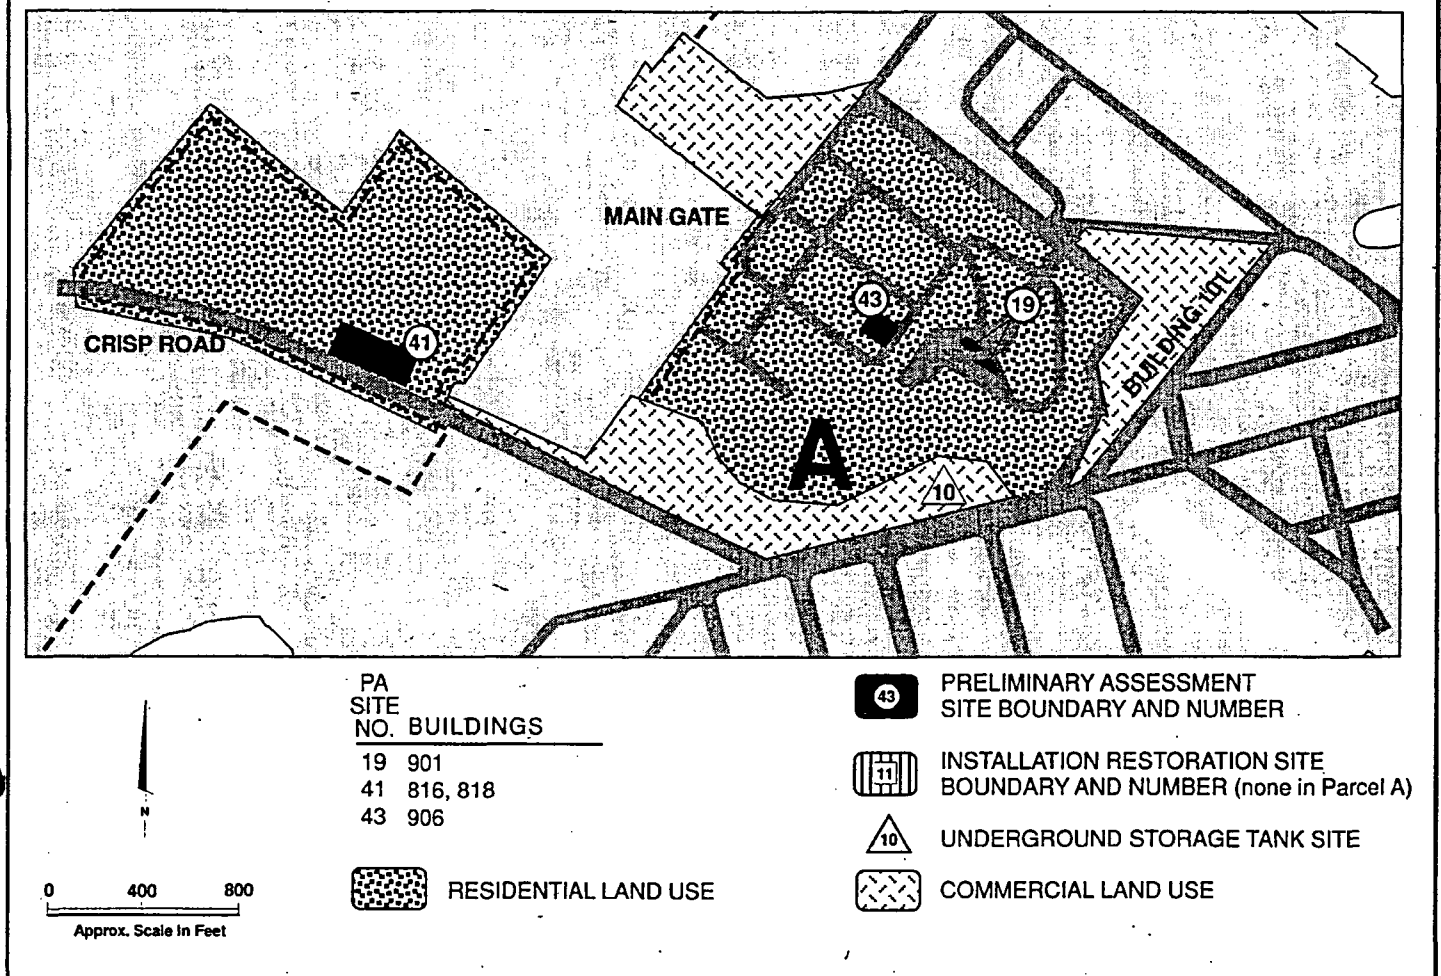 MAIN GATE
43
19
CRISP ROAD
41
BUILDING 101
A
10
PA
SITE
NO. BUILDINGS
19 901
41 816, 818
43 906
N
0 400 800
Approx. Scale In Feet
RESIDENTIAL LAND USE
43 PRELIMINARY ASSESSMENT
SITE BOUNDARY AND NUMBER
11 INSTALLATION RESTORATION SITE
BOUNDARY AND NUMBER (none in Parcel A)
10 UNDERGROUND STORAGE TANK SITE
COMMERCIAL LAND USE